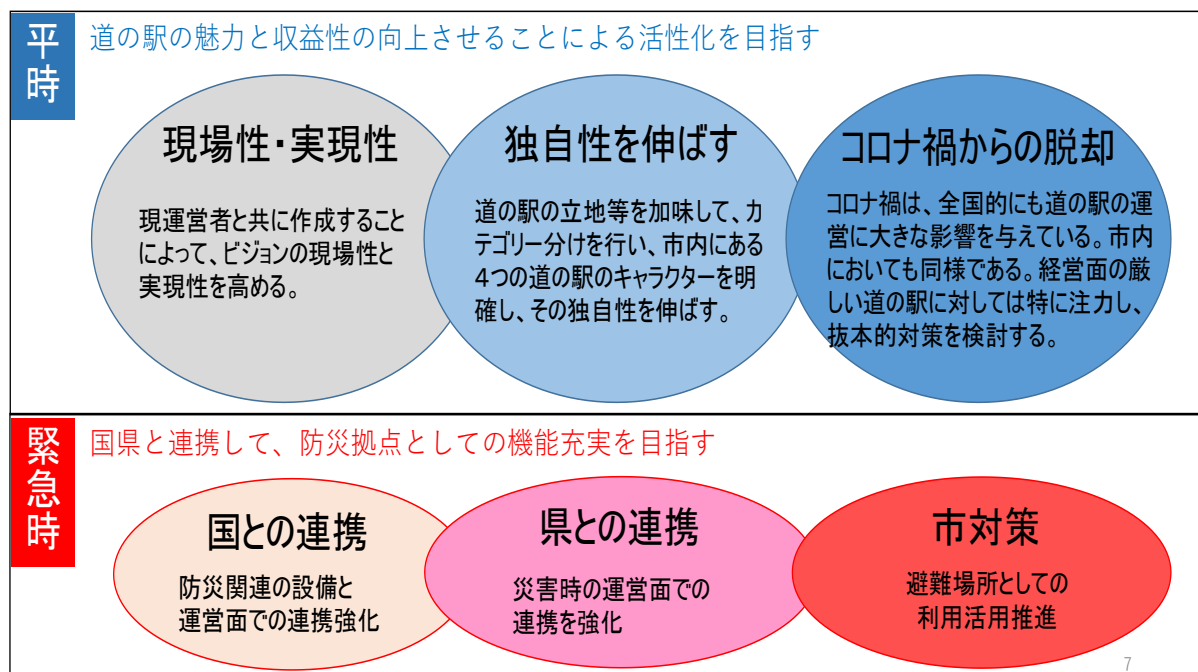 平時
道の駅の魅力と収益性の向上させることによる活性化を目指す
現場性・実現性
現運営者と共に作成すること
によって、ビジョンの現場性と
実現性を高める。
独自性を伸ばす
道の駅の立地等を加味して、カ
テゴリー分けを行い、市内にある
４つの道の駅のキャラクターを明
確し、その独自性を伸ばす。
コロナ禍からの脱却
コロナ禍は、全国的にも道の駅の運
営に大きな影響を与えている。市内
においても同様である。経営面の厳
しい道の駅に対しては特に注力し、
抜本的対策を検討する。
緊急時
国県と連携して、防災拠点としての機能充実を目指す
国との連携
防災関連の設備と
運営面での連携強化
県との連携
災害時の運営面での
連携を強化
市対策
避難場所としての
利用活用推進
7